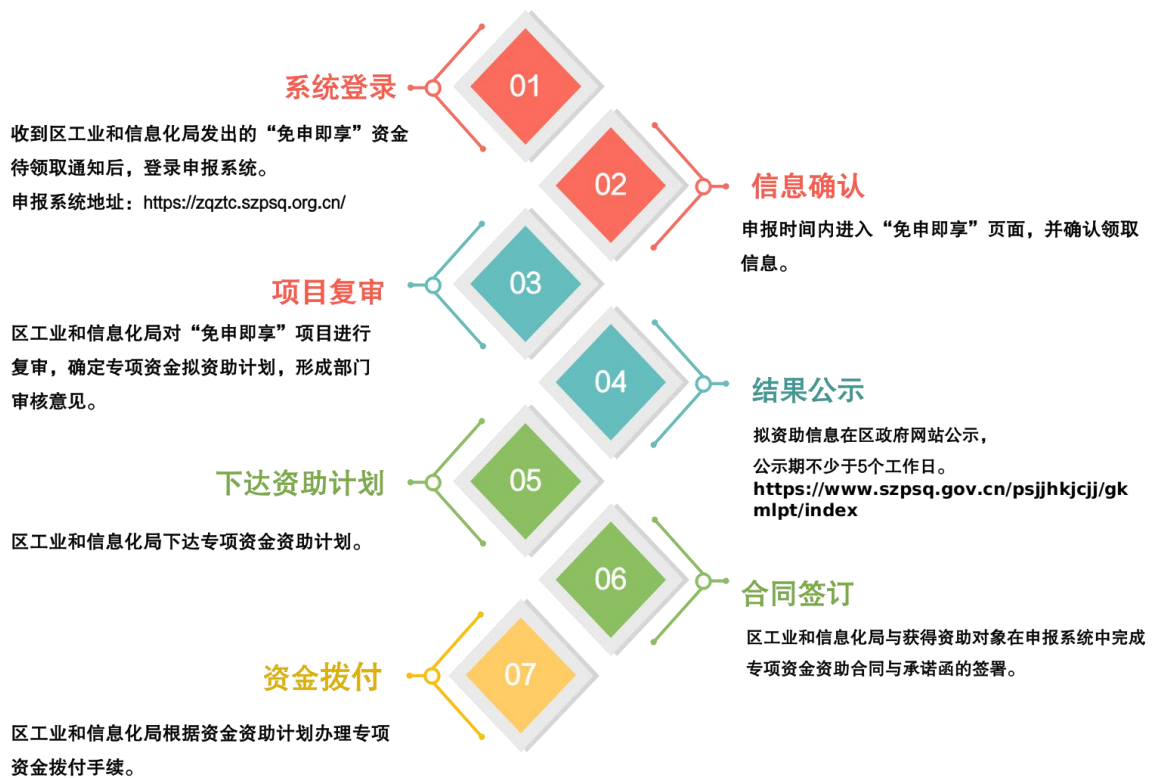 01
系统登录
收到区工业和信息化局发出的“免申即享”资金
待领取通知后，登录申报系统。
申报系统地址：https://zqztc.szpsq.org.cn/
02
信息确认
申报时间内进入“免申即享”页面，并确认领取
信息。
03
项目复审
区工业和信息化局对“免申即享”项目进行
复审，确定专项资金拟资助计划，形成部门
审核意见。
04
结果公示
拟资助信息在区政府网站公示，
公示期不少于5个工作日。
https://www.szpsq.gov.cn/psjjhkjcjj/gk
mlpt/index
05
下达资助计划
区工业和信息化局下达专项资金资助计划。
06
合同签订
区工业和信息化局与获得资助对象在申报系统中完成
专项资金资助合同与承诺函的签署。
07
资金拨付
区工业和信息化局根据资金资助计划办理专项
资金拨付手续。